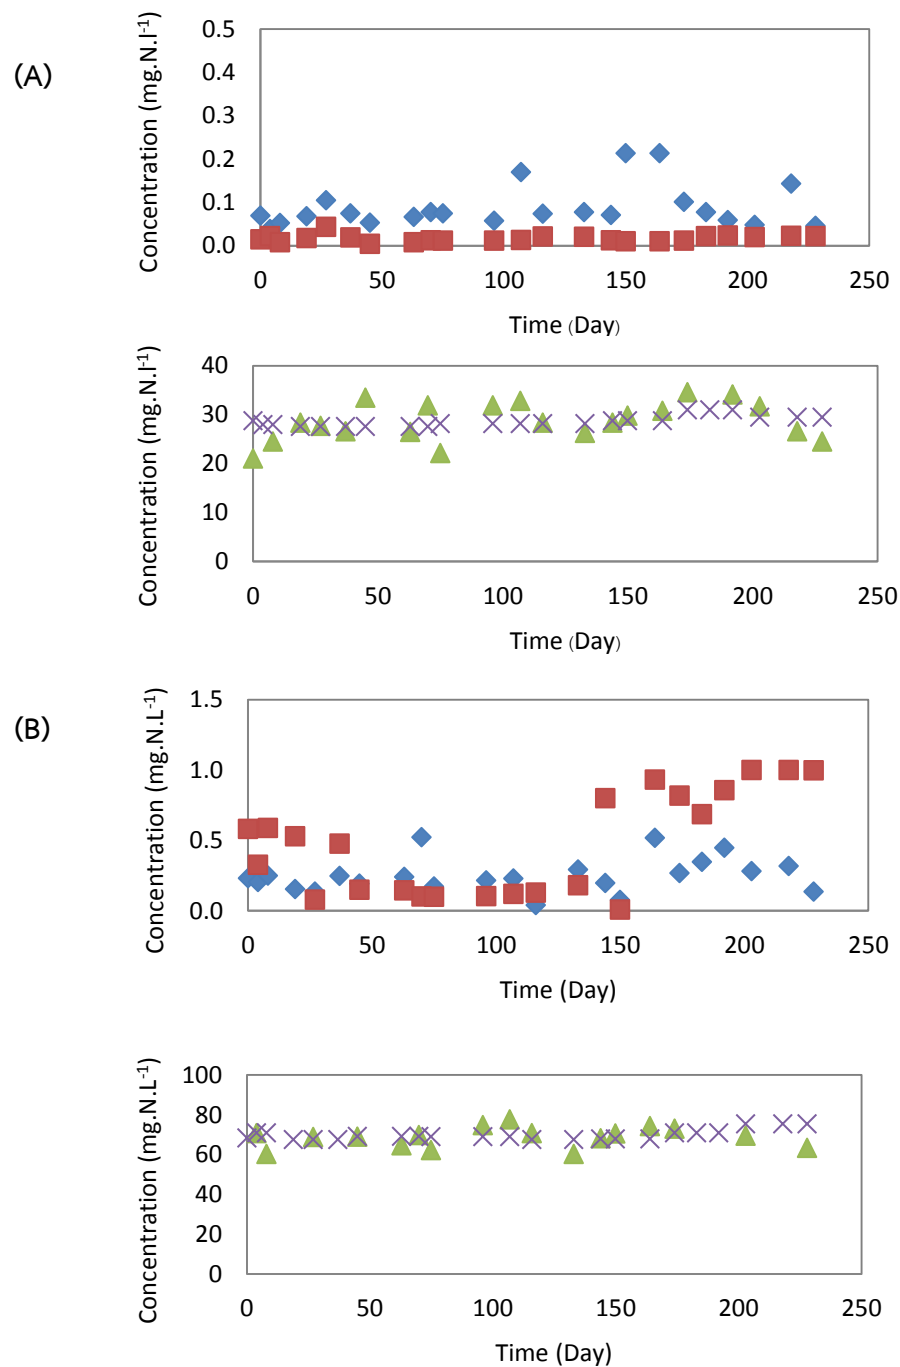 (A)
Concentration (mg.N.l-1)
0.5
0.4
0.3
0.2
0.1
0.0
0 50 100 150 200 250
Time (Day)
Concentration (mg.N.l-1)
40
30
20
10
0
0 50 100 150 200 250
Time (Day)
(B)
Concentration (mg.N.L-1)
1.5
1.0
0.5
0.0
0 50 100 150 200 250
Time (Day)
Concentration (mg.N.L-1)
100
80
60
40
20
0
0 50 100 150 200 250
Time (Day)